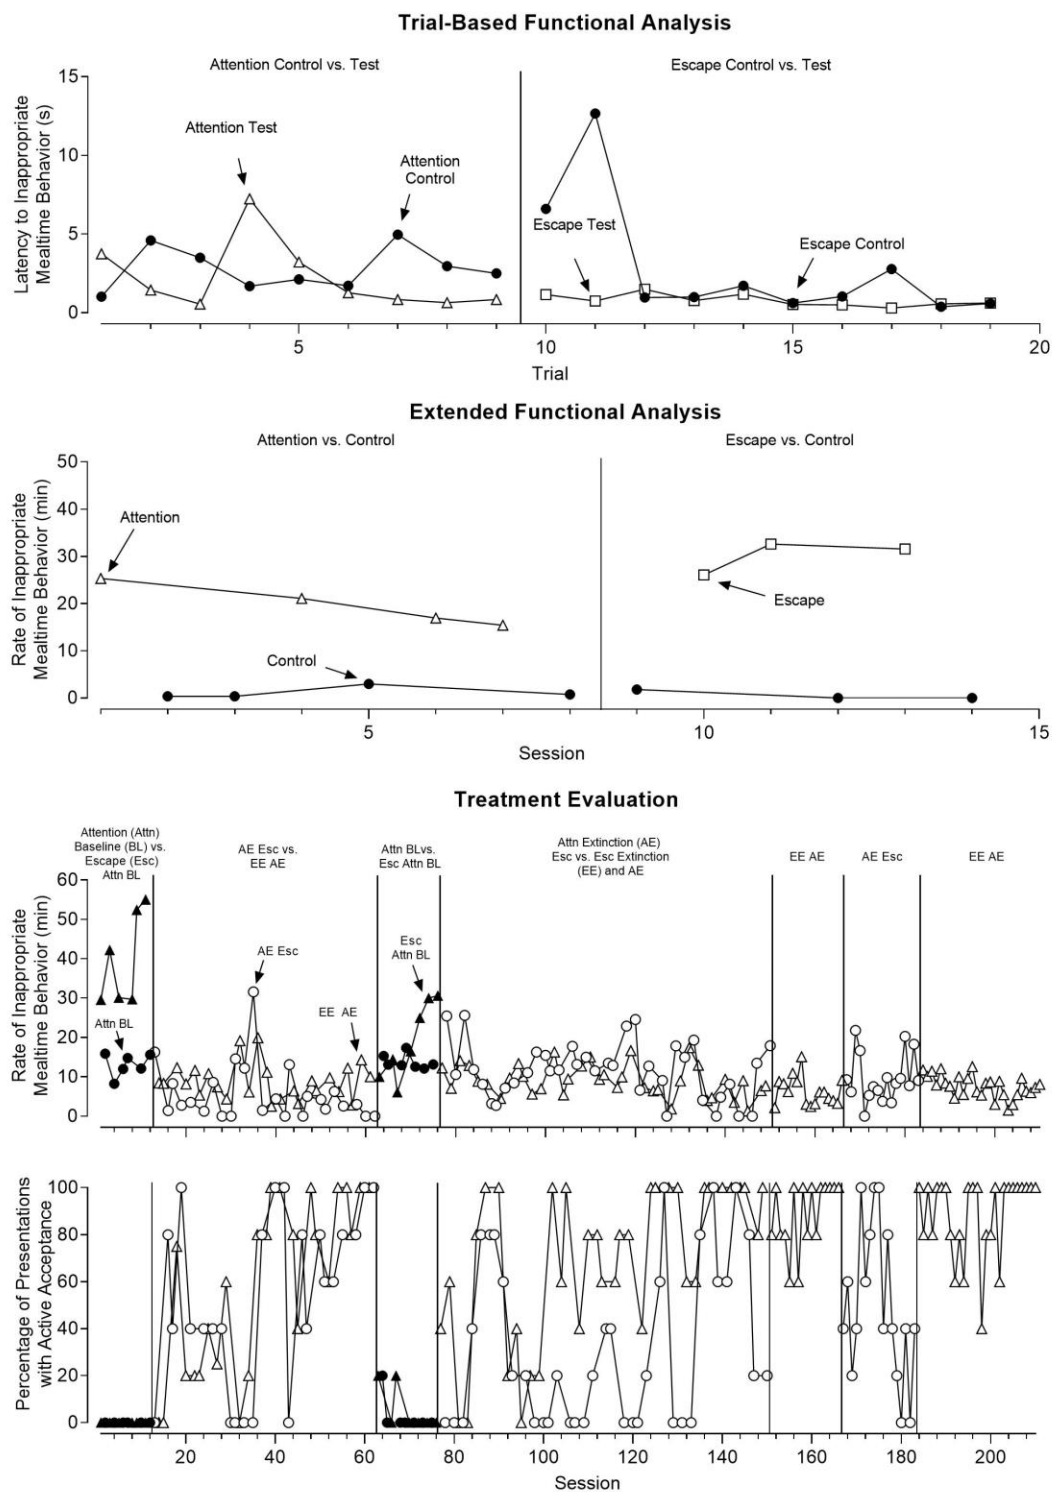 Trial-Based Functional Analysis
Attention Control vs. Test
Escape Control vs. Test
Latency to Inappropriate
Mealtime Behavior (s)
15
10
5
0
Attention Test
Attention
Control
Escape Test
Escape Control
5
10
15
20
Trial
Extended Functional Analysis
Attention vs. Control
Escape vs. Control
Rate of Inappropriate
Mealtime Behavior (min)
50
40
30
20
10
0
Attention
Control
Escape
5
10
15
Session
Treatment Evaluation
Attention (Attn)
Baseline (BL) vs.
Escape (Esc)
Attn BL
AE Esc vs.
EE AE
Attn BLvs.
Esc Attn BL
Attn Extinction (AE)
Esc vs. Esc Extinction
(EE) and AE
EE AE
AE Esc
EE AE
Rate of Inappropriate
Mealtime Behavior (min)
60
50
40
30
20
10
0
Attn BL
AE Esc
EE AE
Esc
Attn BL
Percentage of Presentations
with Active Acceptance
100
80
60
40
20
0
20
40
60
80
100
120
140
160
180
200
Session